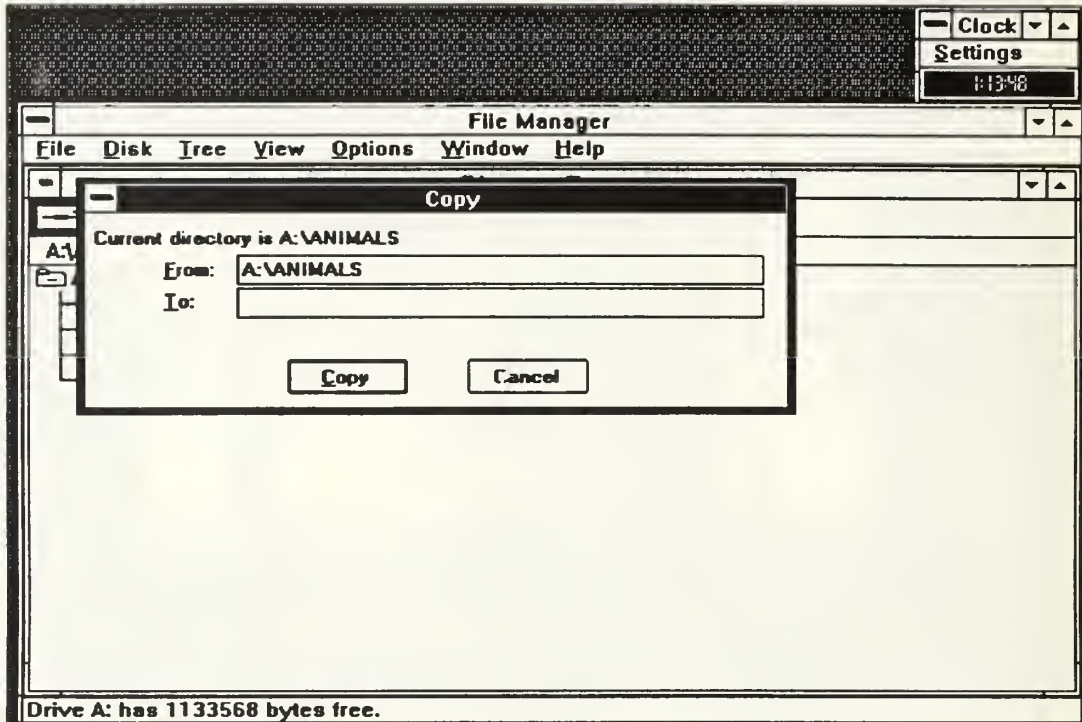 Clock
Settings
1:13:48
File Manager
File Disk Tree View Options Window Help
Copy
Current directory is A:\ANIMALS
From: A:\ANIMALS
To:
Copy Cancel
Drive A: has 1133568 bytes free.